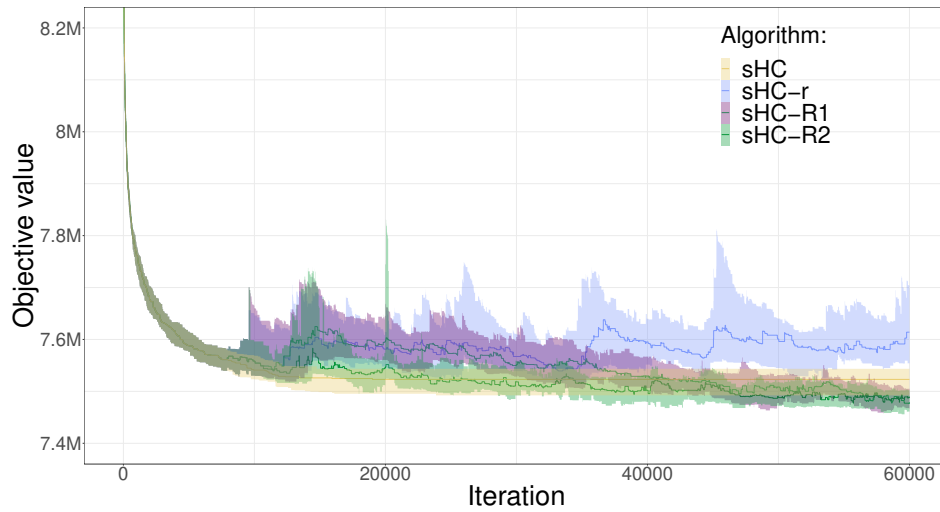 8.2M
8M
7.8M
7.6M
7.4M
Objective value
Algorithm:
sHC
sHC−r
sHC−R1
sHC−R2
0
20000
40000
60000
Iteration